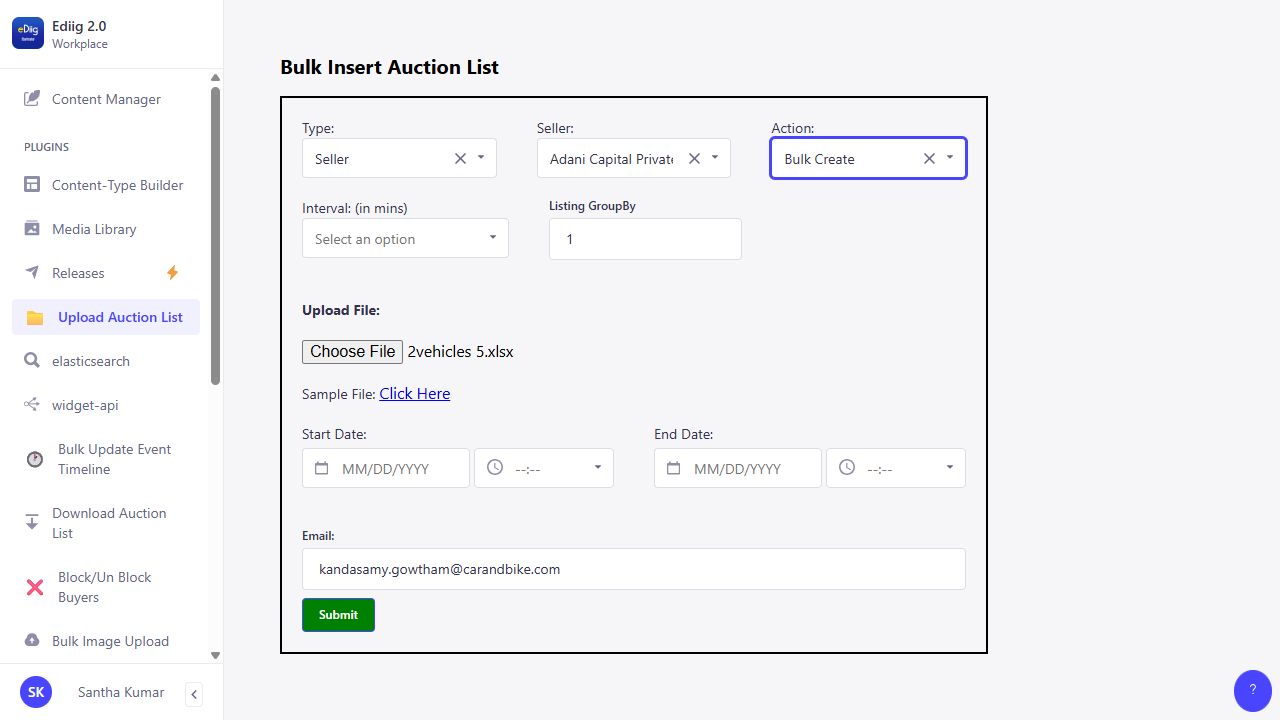 eDiig
Ediig 2.0
Workplace
Content Manager
PLUGINS
Content-Type Builder
Media Library
Releases
Upload Auction List
elasticsearch
widget-api
Bulk Update Event
Timeline
Download Auction
List
Block/Un Block
Buyers
Bulk Image Upload
SK Santha Kumar
Bulk Insert Auction List
Type: Seller: Action:
Seller Adani Capital Private Bulk Create
Interval: (in mins) Listing GroupBy
Select an option 1
Upload File:
Choose File 2vehicles 5.xlsx
Sample File: Click Here
Start Date: End Date:
MM/DD/YYYY --:-- MM/DD/YYYY --:--
Email:
kandasamy.gowtham@carandbike.com
Submit
?